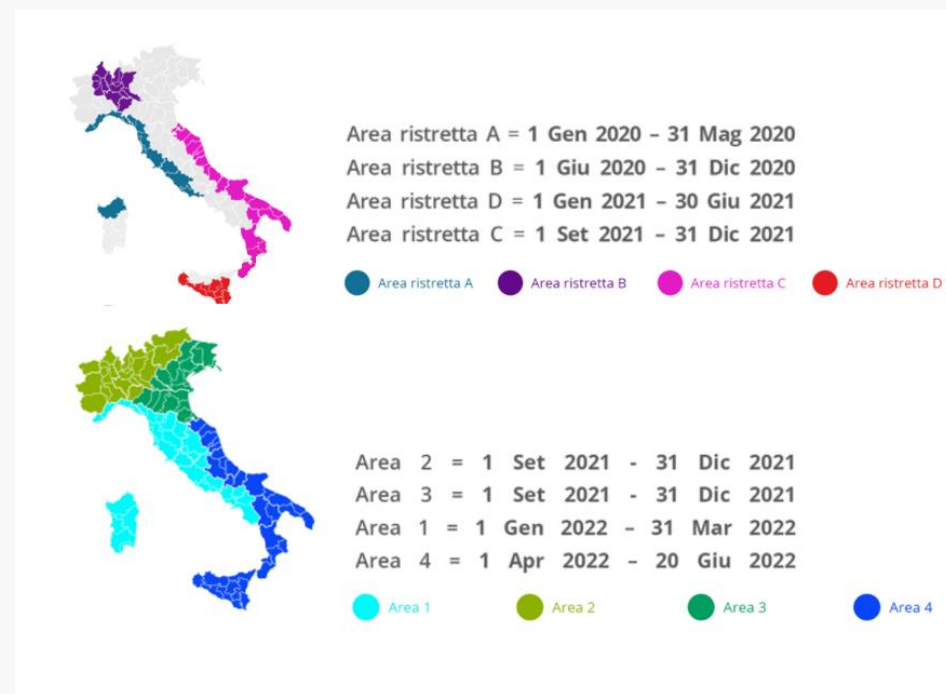 Area ristretta A = 1 Gen 2020 – 31 Mag 2020
Area ristretta B = 1 Giu 2020 – 31 Dic 2020
Area ristretta D = 1 Gen 2021 – 30 Giu 2021
Area ristretta C = 1 Set 2021 – 31 Dic 2021
Area ristretta A Area ristretta B Area ristretta C Area ristretta D
Area 2 = 1 Set 2021 - 31 Dic 2021
Area 3 = 1 Set 2021 - 31 Dic 2021
Area 1 = 1 Gen 2022 – 31 Mar 2022
Area 4 = 1 Apr 2022 – 20 Giu 2022
Area 1 Area 2 Area 3 Area 4